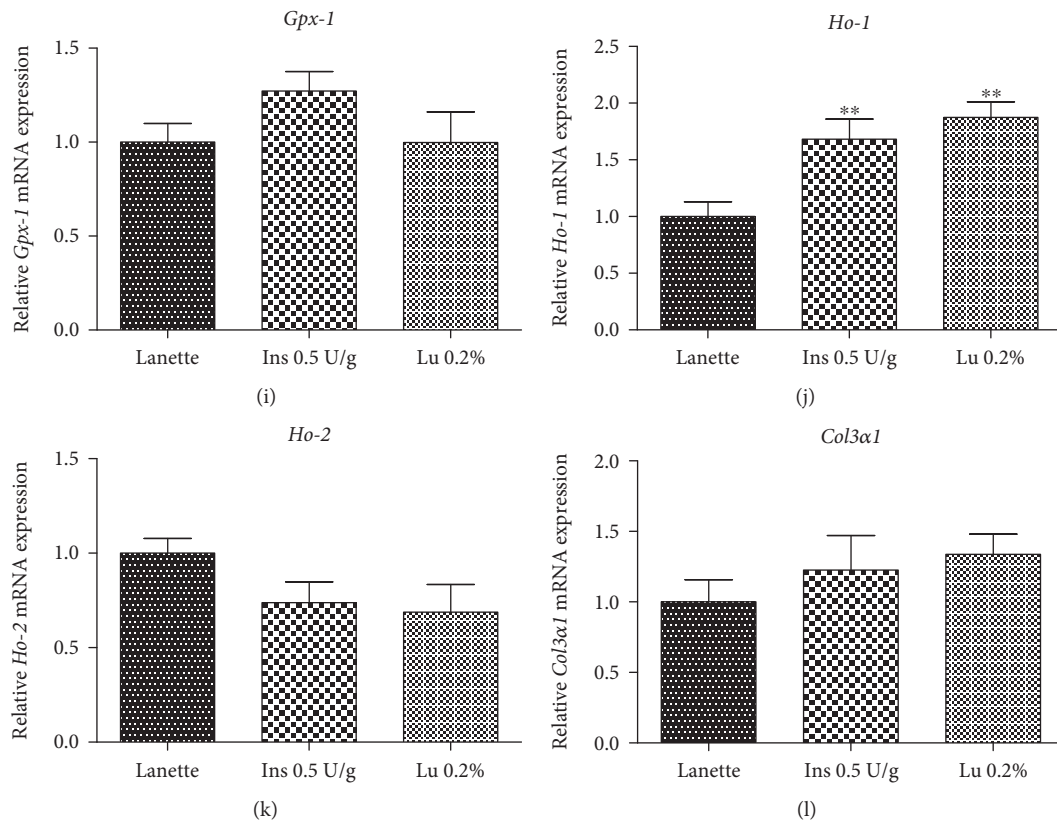 Gpx-1
Relative Gpx-1 mRNA expression
1.5
1.0
0.5
0.0
Lanette
Ins 0.5 U/g
Lu 0.2%
(i)
Ho-1
Relative Ho-1 mRNA expression
2.5
2.0
1.5
1.0
0.5
0.0
**
**
Lanette
Ins 0.5 U/g
Lu 0.2%
(j)
Ho-2
Relative Ho-2 mRNA expression
1.5
1.0
0.5
0.0
Lanette
Ins 0.5 U/g
Lu 0.2%
(k)
Col3α1
Relative Col3α1 mRNA expression
2.0
1.5
1.0
0.5
0.0
Lanette
Ins 0.5 U/g
Lu 0.2%
(l)